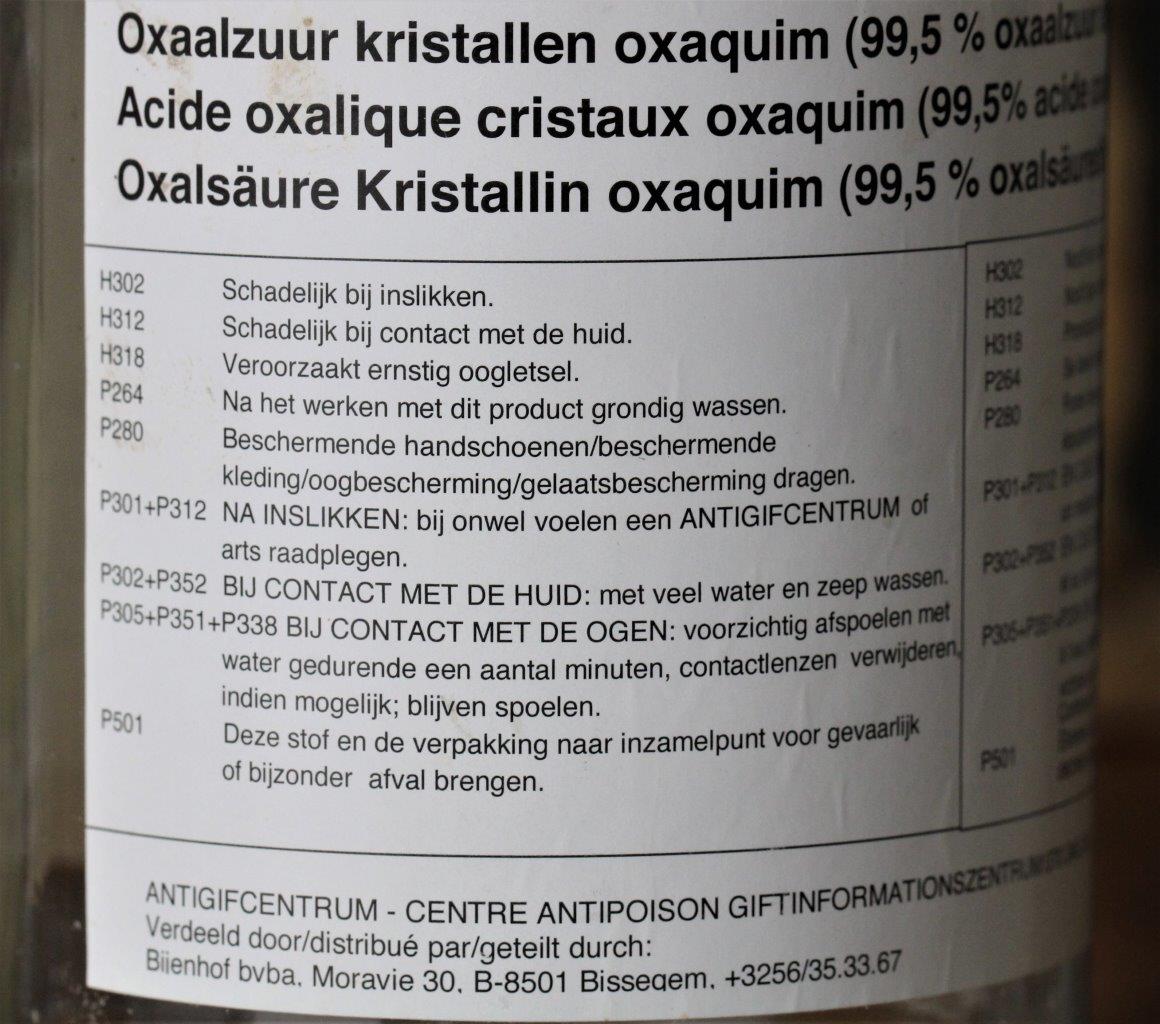 Oxaalzuur kristallen oxaquim (99,5 % oxaalzuur
Acide oxalique cristaux oxaquim (99,5% acide
Oxalsäure Kristallin oxaquim (99,5 % oxalsäure
H302 Schadelijk bij inslikken.
H312 Schadelijk bij contact met de huid.
H318 Veroorzaakt ernstig oogletsel.
P264 Na het werken met dit product grondig wassen.
P280 Beschermende handschoenen/beschermende
kleding/oogbescherming/gelaatsbescherming dragen.
P301+P312 NA INSLIKKEN: bij onwel voelen een ANTIGIFCENTRUM of
arts raadplegen.
P302+P352 BIJ CONTACT MET DE HUID: met veel water en zeep wassen.
P305+P351+P338 BIJ CONTACT MET DE OGEN: voorzichtig afspoelen met
water gedurende een aantal minuten, contactlenzen verwijderen,
indien mogelijk; blijven spoelen.
P501 Deze stof en de verpakking naar inzamelpunt voor gevaarlijk
of bijzonder afval brengen.
H302
H312
H318
P264
P280
P301+P312
P302+P352
P305+P351
P501
ANTIGIFCENTRUM - CENTRE ANTIPOISON GIFTINFORMATIONSZENTRUM
Verdeeld door/distribué par/geteilt durch:
Bijenhof bvba, Moravie 30, B-8501 Bissegem, +3256/35.33.67